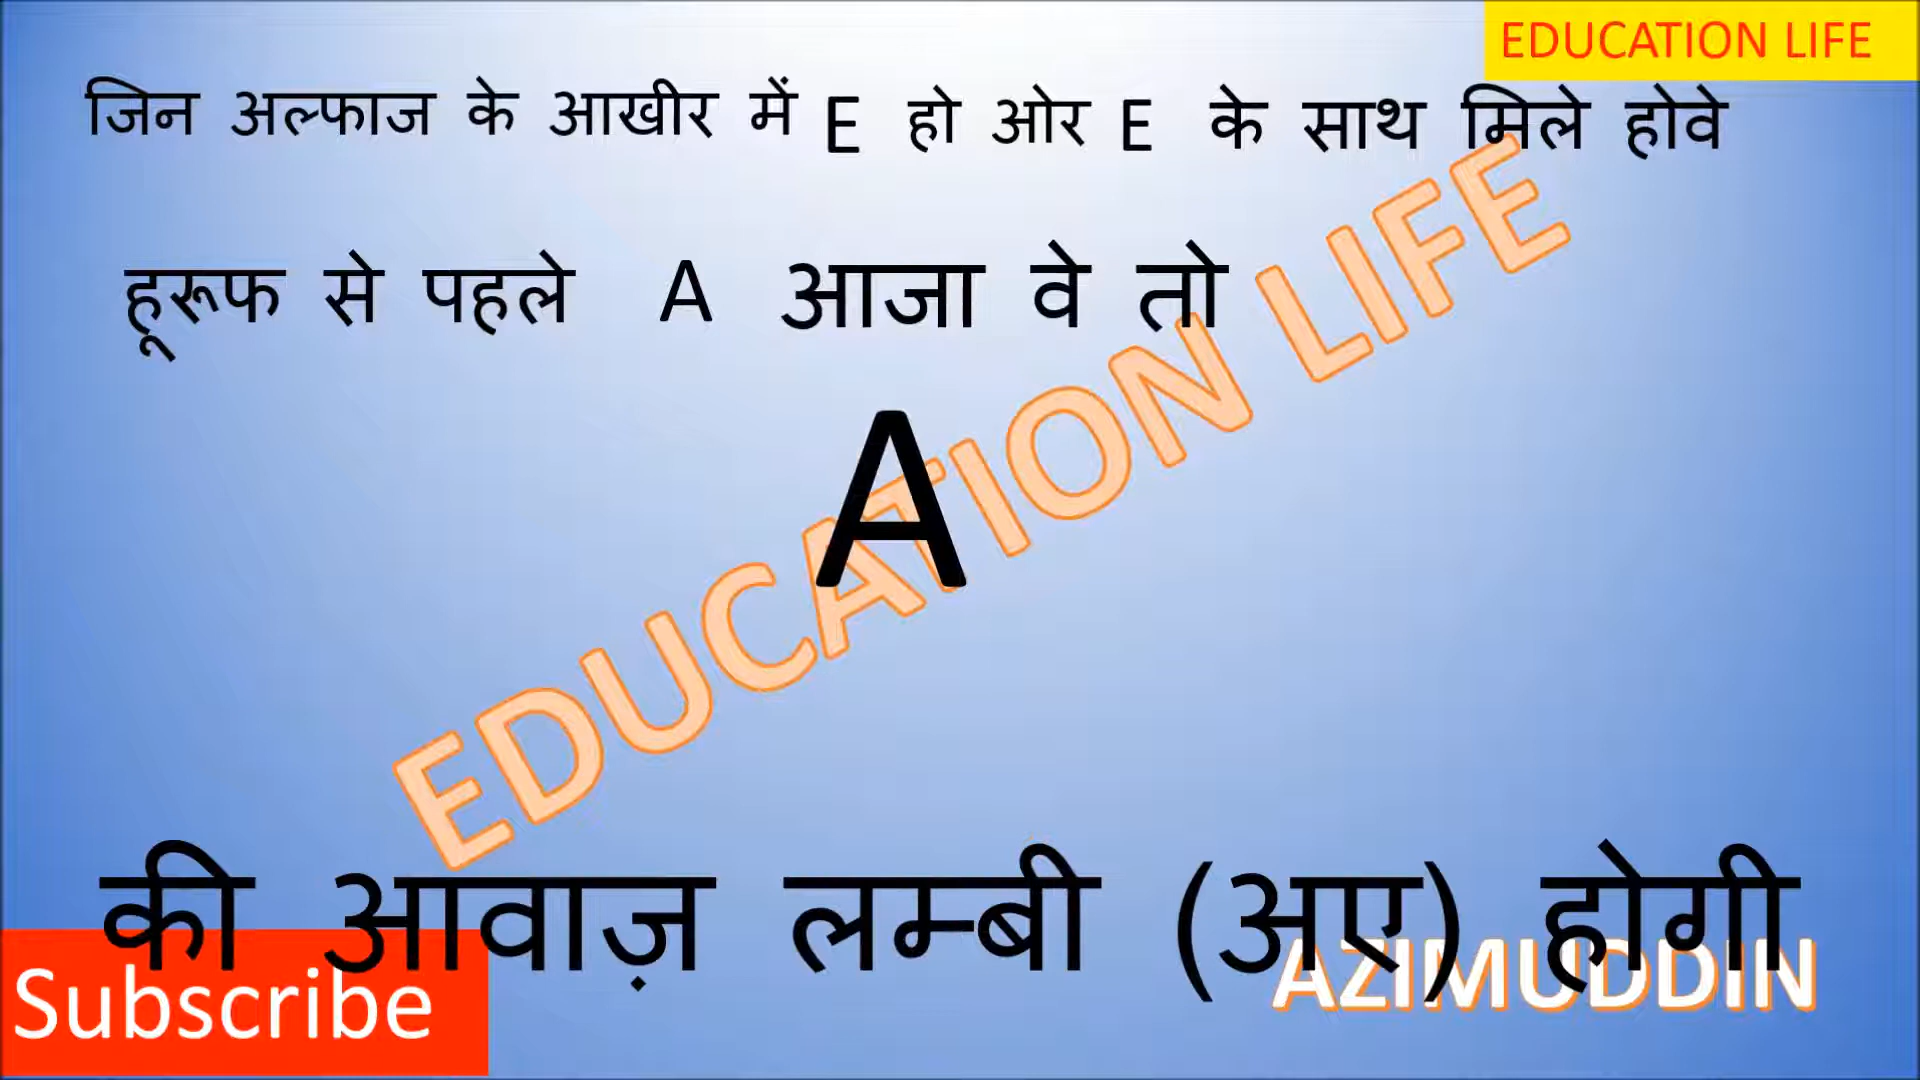 EDUCATION LIFE
जिन अल्फाज के आखीर में E हो ओर E के साथ मिले होवे
हूरूफ से पहले A आजा वे तो
A
EDUCATION LIFE
की आवाज़ लम्बी (अए) होगी
Subscribe
AZIMUDDIN